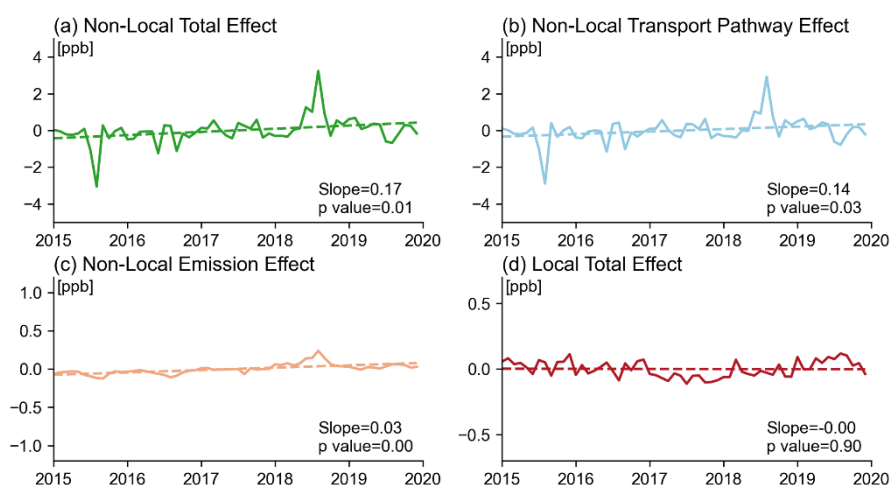 (a) Non-Local Total Effect
[ppb]
4
2
0
−2
−4
Slope=0.17
p value=0.01
2015 2016 2017 2018 2019 2020
(b) Non-Local Transport Pathway Effect
[ppb]
4
2
0
−2
−4
Slope=0.14
p value=0.03
2015 2016 2017 2018 2019 2020
(c) Non-Local Emission Effect
[ppb]
1.0
0.5
0.0
−0.5
−1.0
Slope=0.03
p value=0.00
2015 2016 2017 2018 2019 2020
(d) Local Total Effect
[ppb]
0.5
0.0
−0.5
Slope=-0.00
p value=0.90
2015 2016 2017 2018 2019 2020